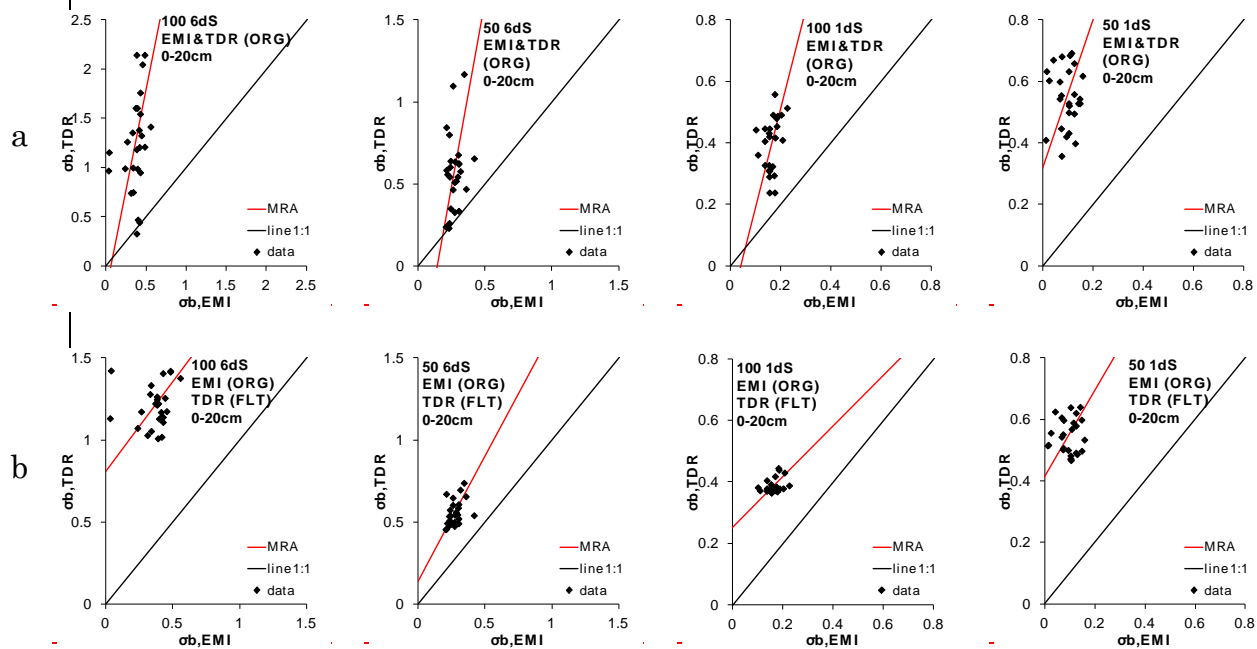 a
100 6dS
EMI&TDR (ORG)
0-20cm
2.5
2
1.5
1
0.5
0
0 0.5 1 1.5 2 2.5
σb,TDR
σb,EMI
MRA
line1:1
data
50 6dS
EMI&TDR
(ORG)
0-20cm
1.5
1
0.5
0
0 0.5 1 1.5
σb,TDR
σb,EMI
MRA
line1:1
data
100 1dS
EMI&TDR
(ORG)
0-20cm
0.8
0.6
0.4
0.2
0
0 0.2 0.4 0.6 0.8
σb,TDR
σb,EMI
MRA
line1:1
data
50 1dS
EMI&TDR
(ORG)
0-20cm
0.8
0.6
0.4
0.2
0
0 0.2 0.4 0.6 0.8
σb,TDR
σb,EMI
MRA
line1:1
data
b
100 6dS
EMI (ORG)
TDR (FLT)
0-20cm
1.5
1
0.5
0
0 0.5 1 1.5
σb,TDR
σb,EMI
MRA
line1:1
data
50 6dS
EMI (ORG)
TDR (FLT)
0-20cm
1.5
1
0.5
0
0 0.5 1 1.5
σb,TDR
σb,EMI
MRA
line1:1
data
100 1dS
EMI (ORG)
TDR (FLT)
0-20cm
0.8
0.6
0.4
0.2
0
0 0.2 0.4 0.6 0.8
σb,TDR
σb,EMI
MRA
line1:1
data
50 1dS
EMI (ORG)
TDR (FLT)
0-20cm
0.8
0.6
0.4
0.2
0
0 0.2 0.4 0.6 0.8
σb,TDR
σb,EMI
MRA
line1:1
data